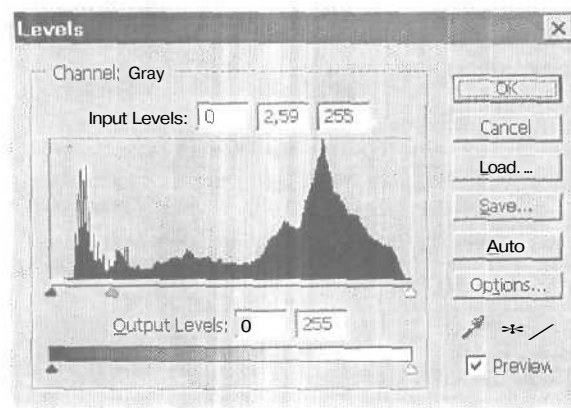 Levels
Channel: Gray
Input Levels: 0 2,59 255
OK
Cancel
Load...
Save...
Auto
Options...
Output Levels: 0 255
Preview